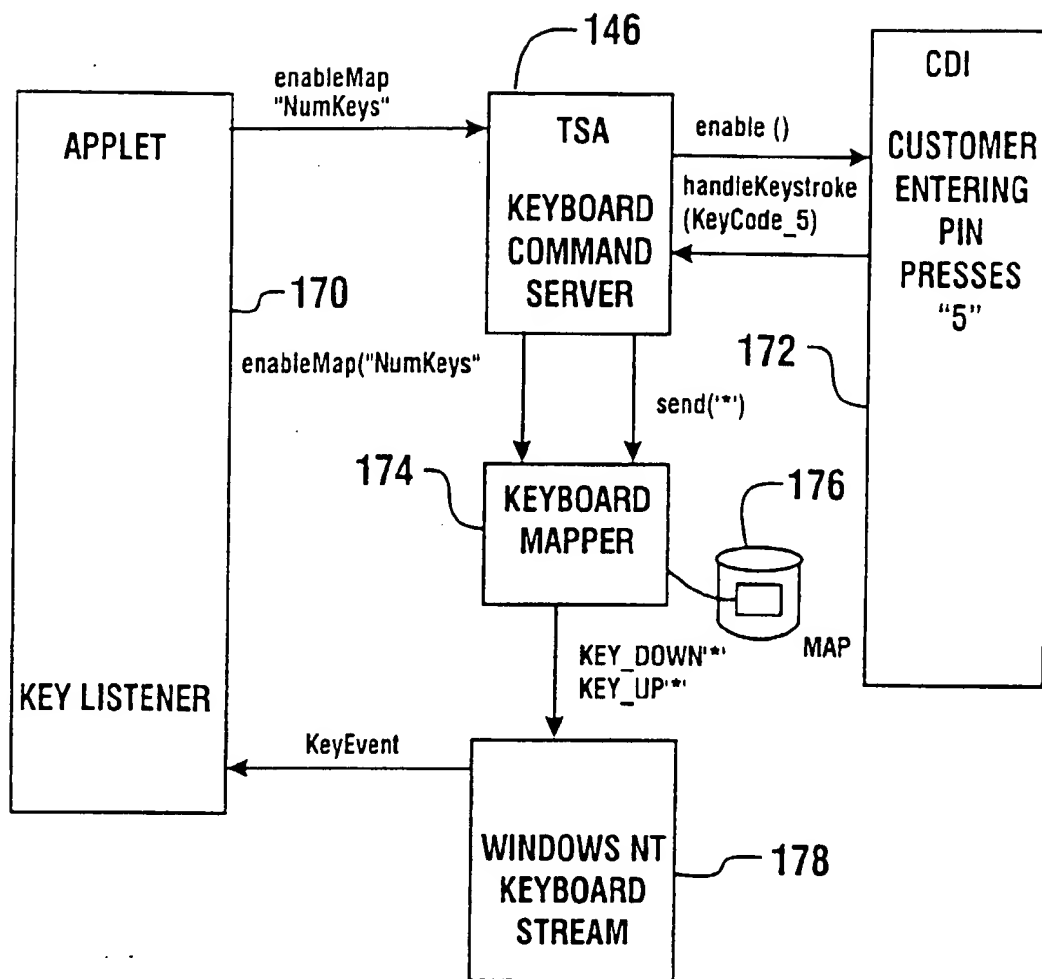 146
enableMap
"NumKeys"
APPLET
TSA
KEYBOARD
COMMAND
SERVER
enable ()
handleKeystroke
(KeyCode_5)
CDI
CUSTOMER
ENTERING
PIN
PRESSES
"5"
170
172
enableMap("NumKeys"
send('*')
174
KEYBOARD
MAPPER
176
MAP
KEY_DOWN'*'
KEY_UP'*'
KEY LISTENER
KeyEvent
WINDOWS NT
KEYBOARD
STREAM
178